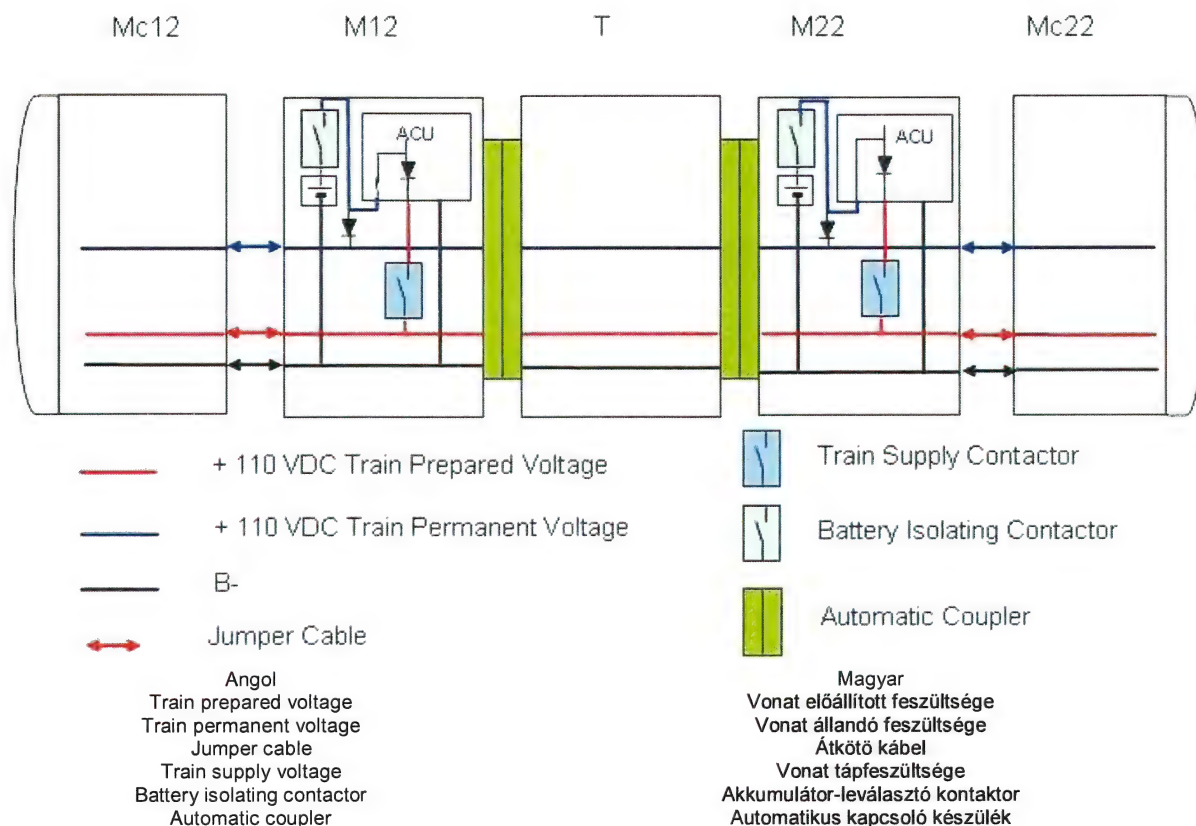 Mc12 M12 T M22 Mc22
ACU ACU
+ 110 VDC Train Prepared Voltage
+ 110 VDC Train Permanent Voltage
B-
Jumper Cable
Train Supply Contactor
Battery Isolating Contactor
Automatic Coupler
Angol Magyar
Train prepared voltage Vonat előállított feszültsége
Train permanent voltage Vonat állandó feszültsége
Jumper cable Átkötö kábel
Train supply voltage Vonat tápfeszültsége
Battery isolating contactor Akkumulátor-leválasztó kontaktor
Automatic coupler Automatikus kapcsoló készülék